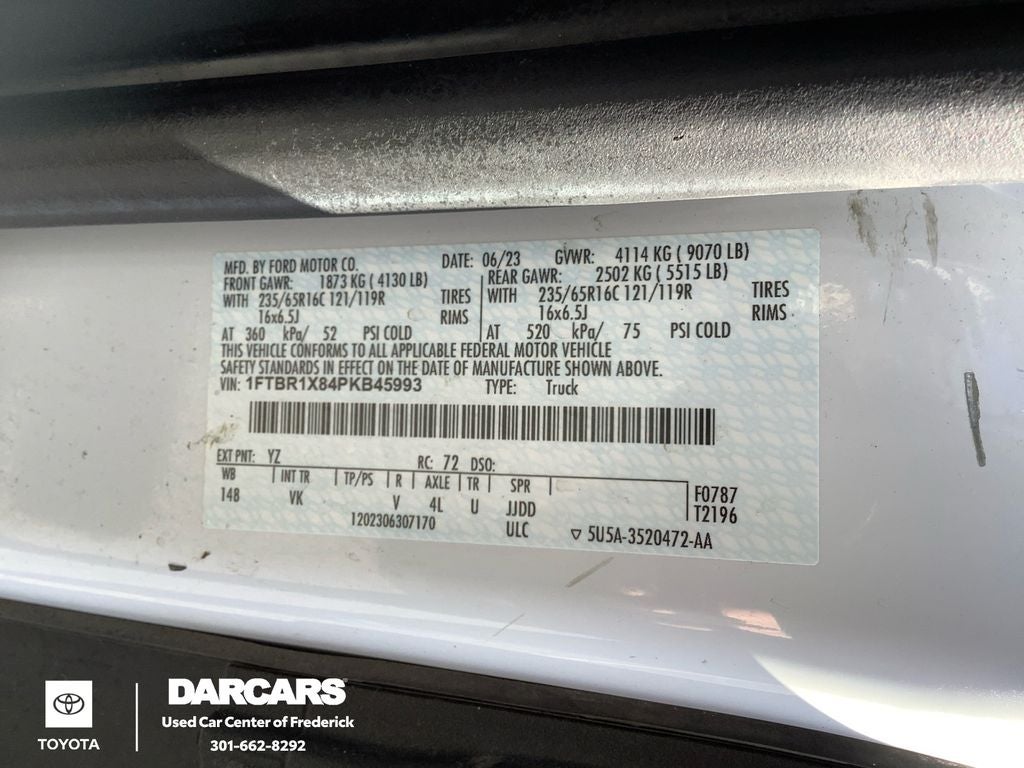 MFD. BY FORD MOTOR CO. DATE: 06/23 GVWR: 4114 KG ( 9070 LB)
FRONT GAWR: 1873 KG ( 4130 LB) REAR GAWR: 2502 KG ( 5515 LB)
WITH 235/65R16C 121/119R TIRES WITH 235/65R16C 121/119R TIRES
16x6.5J RIMS 16x6.5J RIMS
AT 360 kPa/ 52 PSI COLD AT 520 kPa/ 75 PSI COLD
THIS VEHICLE CONFORMS TO ALL APPLICABLE FEDERAL MOTOR VEHICLE
SAFETY STANDARDS IN EFFECT ON THE DATE OF MANUFACTURE SHOWN ABOVE.
VIN: 1FTBR1X84PKB45993 TYPE: Truck
EXT PNT: YZ RC: 72 DSO:
WB INT TR TP/PS R AXLE TR SPR
148 VK V 4L U JJDD F0787
1202306307170 ULC T2196
▽ 5U5A-3520472-AA
TOYOTA
DARCARS
Used Car Center of Frederick
301-662-8292